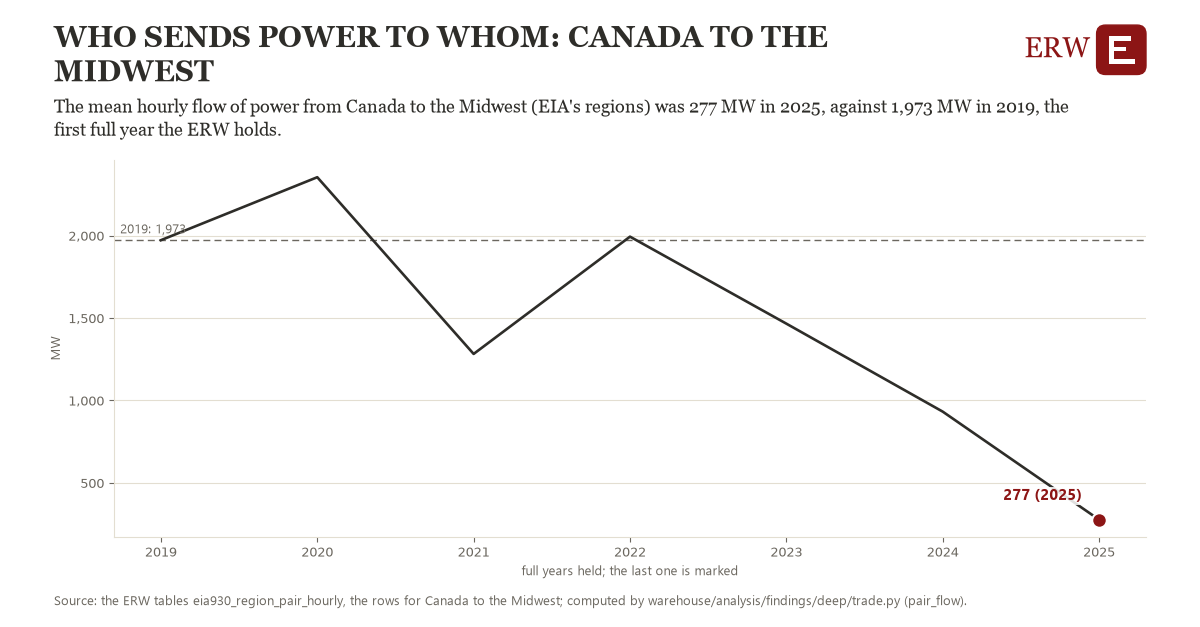 WHO SENDS POWER TO WHOM: CANADA TO THE
MIDWEST
ERW E
The mean hourly flow of power from Canada to the Midwest (EIA's regions) was 277 MW in 2025, against 1,973 MW in 2019, the
first full year the ERW holds.
2019: 1,973
2,000
1,500
MW
1,000
500
277 (2025)
2019 2020 2021 2022 2023 2024 2025
full years held; the last one is marked
Source: the ERW tables eia930_region_pair_hourly, the rows for Canada to the Midwest; computed by warehouse/analysis/findings/deep/trade.py (pair_flow).